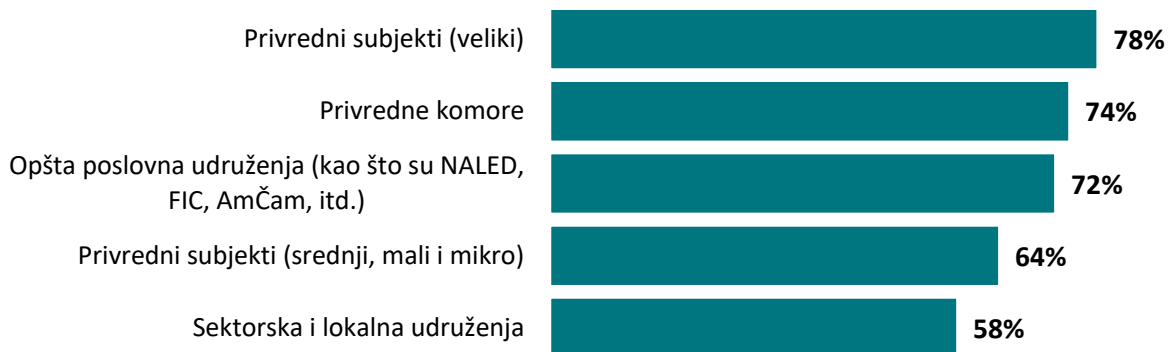 Privredni subjekti (veliki)
78%
Privredne komore
74%
Opšta poslovna udruženja (kao što su NALED,
FIC, AmČam, itd.)
72%
Privredni subjekti (srednji, mali i mikro)
64%
Sektorska i lokalna udruženja
58%